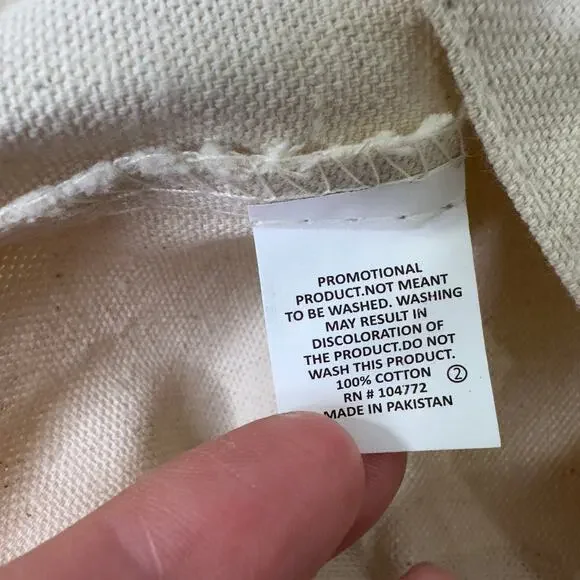 PROMOTIONAL
PRODUCT.NOT MEANT
TO BE WASHED. WASHING
MAY RESULT IN
DISCOLORATION OF
THE PRODUCT.DO NOT
WASH THIS PRODUCT.
100% COTTON ②
RN # 104772
MADE IN PAKISTAN